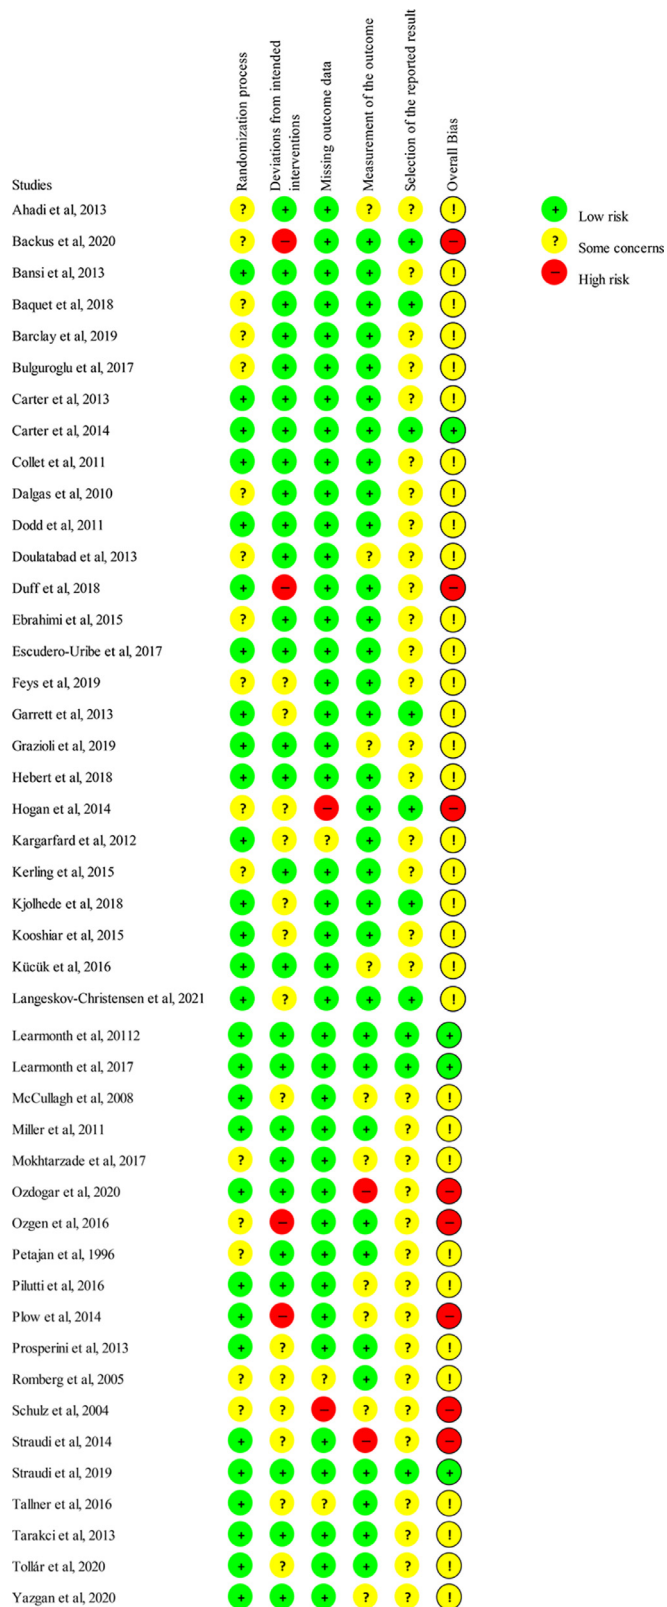 Randomization process
Deviations from intended
interventions
Missing outcome data
Measurement of the outcome
Selection of the reported result
Overall Bias
Studies
Ahadi et al, 2013 ? + + ? ? !
Low risk +
Backus et al, 2020 ? − + + + −
Some concerns ?
Bansi et al, 2013 + + + + ? !
High risk −
Baquet et al, 2018 ? + + + + !
Barclay et al, 2019 ? + + + ? !
Bulguroglu et al, 2017 ? + + + ? !
Carter et al, 2013 + + + + ? !
Carter et al, 2014 + + + + + +
Collet et al, 2011 + + + + ? !
Dalgas et al, 2010 ? + + + ? !
Dodd et al, 2011 + + + + ? !
Doulatabad et al, 2013 ? + + ? ? !
Duff et al, 2018 + − + + ? −
Ebrahimi et al, 2015 ? + + + ? !
Escudero-Uribe et al, 2017 + + + + ? !
Feys et al, 2019 ? ? + + ? !
Garrett et al, 2013 + ? + + + !
Grazioli et al, 2019 + + + ? ? !
Hebert et al, 2018 + + + + ? !
Hogan et al, 2014 ? ? − + + −
Kargarfard et al, 2012 + ? ? + ? !
Kerling et al, 2015 ? + + + ? !
Kjolhede et al, 2018 + ? + + + !
Kooshiar et al, 2015 + ? + + ? !
Kücük et al, 2016 + + + ? ? !
Langeskov-Christensen et al, 2021 + ? + + + !
Learmonth et al, 20112 + + + + + +
Learmonth et al, 2017 + + + + + +
McCullagh et al, 2008 + ? + ? ? !
Miller et al, 2011 + + + + ? !
Mokhtarzade et al, 2017 ? + + ? ? !
Ozdogar et al, 2020 + + + − ? −
Ozgen et al, 2016 ? − + + ? −
Petajan et al, 1996 ? + + + ? !
Pilutti et al, 2016 + + + ? ? !
Plow et al, 2014 + − + ? ? −
Prosperini et al, 2013 + ? + + ? !
Romberg et al, 2005 ? ? ? + ? !
Schulz et al, 2004 ? ? − ? ? −
Straudi et al, 2014 + ? + − ? −
Straudi et al, 2019 + + + + + +
Tallner et al, 2016 + ? ? + ? !
Tarakci et al, 2013 + + + + ? !
Tollár et al, 2020 + ? + + ? !
Yazgan et al, 2020 + + + ? ? !